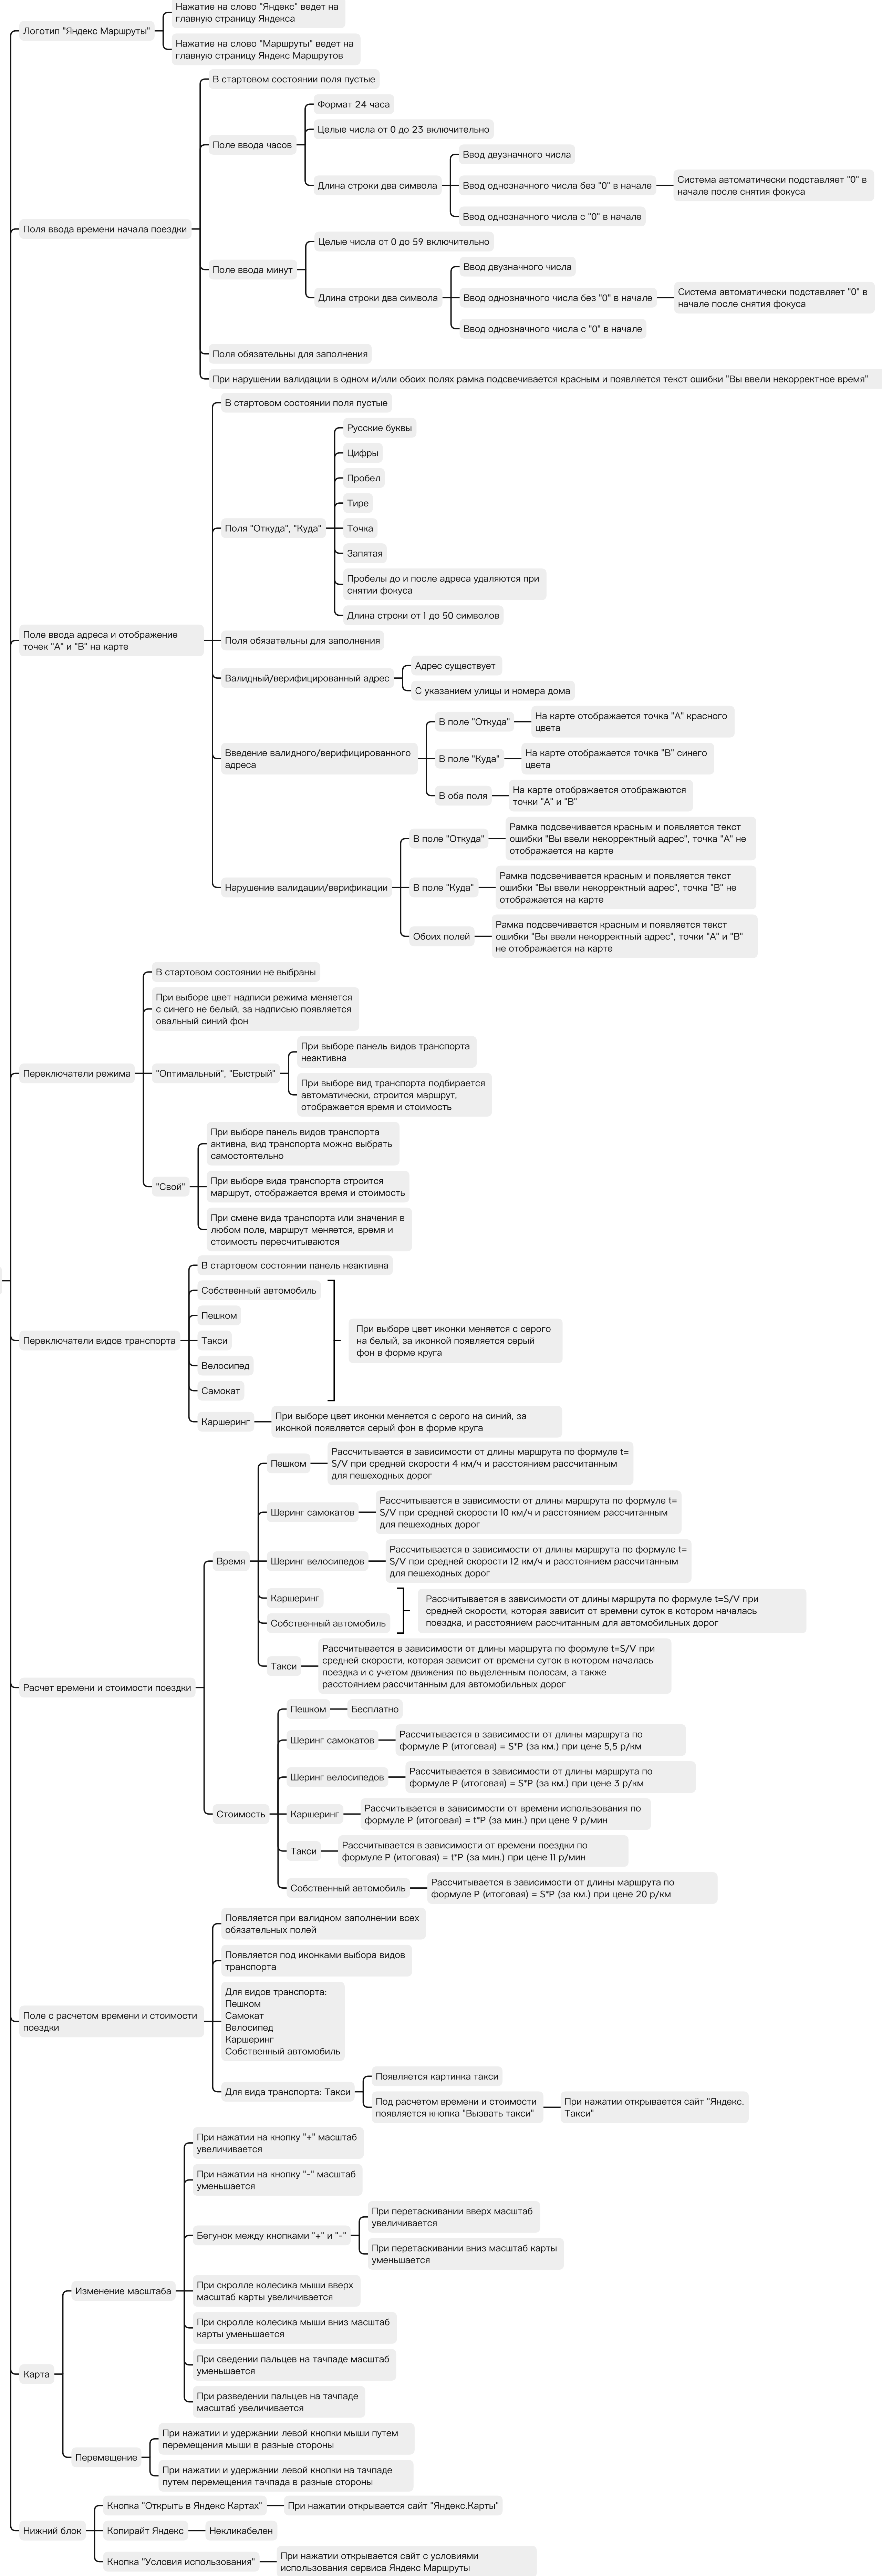 Логотип "Яндекс Маршруты"
Нажатие на слово "Яндекс" ведет на
главную страницу Яндекса
Нажатие на слово "Маршруты" ведет на
главную страницу Яндекс Маршрутов
Поля ввода времени начала поездки
В стартовом состоянии поля пустые
Поле ввода часов
Формат 24 часа
Целые числа от 0 до 23 включительно
Длина строки два символа
Ввод двузначного числа
Ввод однозначного числа без "0" в начале
Система автоматически подставляет "0" в
начале после снятия фокуса
Ввод однозначного числа с "0" в начале
Поле ввода минут
Целые числа от 0 до 59 включительно
Длина строки два символа
Ввод двузначного числа
Ввод однозначного числа без "0" в начале
Система автоматически подставляет "0" в
начале после снятия фокуса
Ввод однозначного числа с "0" в начале
Поля обязательны для заполнения
При нарушении валидации в одном и/или обоих полях рамка подсвечивается красным и появляется текст ошибки "Вы ввели некорректное время"
Поле ввода адреса и отображение
точек "А" и "В" на карте
В стартовом состоянии поля пустые
Поля "Откуда", "Куда"
Русские буквы
Цифры
Пробел
Тире
Точка
Запятая
Пробелы до и после адреса удаляются при
снятии фокуса
Длина строки от 1 до 50 символов
Поля обязательны для заполнения
Валидный/верифицированный адрес
Адрес существует
С указанием улицы и номера дома
Введение валидного/верифицированного
адреса
В поле "Откуда"
На карте отображается точка "А" красного
цвета
В поле "Куда"
На карте отображается точка "В" синего
цвета
В оба поля
На карте отображается отображаются
точки "А" и "В"
Нарушение валидации/верификации
В поле "Откуда"
Рамка подсвечивается красным и появляется текст
ошибки "Вы ввели некорректный адрес", точка "А" не
отображается на карте
В поле "Куда"
Рамка подсвечивается красным и появляется текст
ошибки "Вы ввели некорректный адрес", точка "В" не
отображается на карте
Обоих полей
Рамка подсвечивается красным и появляется текст
ошибки "Вы ввели некорректный адрес", точки "А" и "В"
не отображается на карте
Переключатели режима
В стартовом состоянии не выбраны
При выборе цвет надписи режима меняется
с синего не белый, за надписью появляется
овальный синий фон
"Оптимальный", "Быстрый"
При выборе панель видов транспорта
неактивна
При выборе вид транспорта подбирается
автоматически, строится маршрут,
отображается время и стоимость
"Свой"
При выборе панель видов транспорта
активна, вид транспорта можно выбрать
самостоятельно
При выборе вида транспорта строится
маршрут, отображается время и стоимость
При смене вида транспорта или значения в
любом поле, маршрут меняется, время и
стоимость пересчитываются
Переключатели видов транспорта
В стартовом состоянии панель неактивна
Собственный автомобиль
Пешком
Такси
Велосипед
Самокат
При выборе цвет иконки меняется с серого
на белый, за иконкой появляется серый
фон в форме круга
Каршеринг
При выборе цвет иконки меняется с серого на синий, за
иконкой появляется серый фон в форме круга
Расчет времени и стоимости поездки
Время
Пешком
Рассчитывается в зависимости от длины маршрута по формуле t=
S/V при средней скорости 4 км/ч и расстоянием рассчитанным
для пешеходных дорог
Шеринг самокатов
Рассчитывается в зависимости от длины маршрута по формуле t=
S/V при средней скорости 10 км/ч и расстоянием рассчитанным
для пешеходных дорог
Шеринг велосипедов
Рассчитывается в зависимости от длины маршрута по формуле t=
S/V при средней скорости 12 км/ч и расстоянием рассчитанным
для пешеходных дорог
Каршеринг
Собственный автомобиль
Рассчитывается в зависимости от длины маршрута по формуле t=S/V при
средней скорости, которая зависит от времени суток в котором началась
поездка, и расстоянием рассчитанным для автомобильных дорог
Такси
Рассчитывается в зависимости от длины маршрута по формуле t=S/V при
средней скорости, которая зависит от времени суток в котором началась
поездка и с учетом движения по выделенным полосам, а также
расстоянием рассчитанным для автомобильных дорог
Стоимость
Пешком
Бесплатно
Шеринг самокатов
Рассчитывается в зависимости от длины маршрута по
формуле P (итоговая) = S*P (за км.) при цене 5,5 р/км
Шеринг велосипедов
Рассчитывается в зависимости от длины маршрута по
формуле P (итоговая) = S*P (за км.) при цене 3 р/км
Каршеринг
Рассчитывается в зависимости от времени использования по
формуле P (итоговая) = t*P (за мин.) при цене 9 р/мин
Такси
Рассчитывается в зависимости от времени поездки по
формуле P (итоговая) = t*P (за мин.) при цене 11 р/мин
Собственный автомобиль
Рассчитывается в зависимости от длины маршрута по
формуле P (итоговая) = S*P (за км.) при цене 20 р/км
Поле с расчетом времени и стоимости
поездки
Появляется при валидном заполнении всех
обязательных полей
Появляется под иконками выбора видов
транспорта
Для видов транспорта:
Пешком
Самокат
Велосипед
Каршеринг
Собственный автомобиль
Для вида транспорта: Такси
Появляется картинка такси
Под расчетом времени и стоимости
появляется кнопка "Вызвать такси"
При нажатии открывается сайт "Яндекс.
Такси"
Карта
Изменение масштаба
При нажатии на кнопку "+" масштаб
увеличивается
При нажатии на кнопку "-" масштаб
уменьшается
Бегунок между кнопками "+" и "-"
При перетаскивании вверх масштаб
увеличивается
При перетаскивании вниз масштаб карты
уменьшается
При скролле колесика мыши вверх
масштаб карты увеличивается
При скролле колесика мыши вниз масштаб
карты уменьшается
При сведении пальцев на тачпаде масштаб
уменьшается
При разведении пальцев на тачпаде
масштаб увеличивается
Перемещение
При нажатии и удержании левой кнопки мыши путем
перемещения мыши в разные стороны
При нажатии и удержании левой кнопки на тачпаде
путем перемещения тачпада в разные стороны
Нижний блок
Кнопка "Открыть в Яндекс Картах"
При нажатии открывается сайт "Яндекс.Карты"
Копирайт Яндекс
Некликабелен
Кнопка "Условия использования"
При нажатии открывается сайт с условиями
использования сервиса Яндекс Маршруты